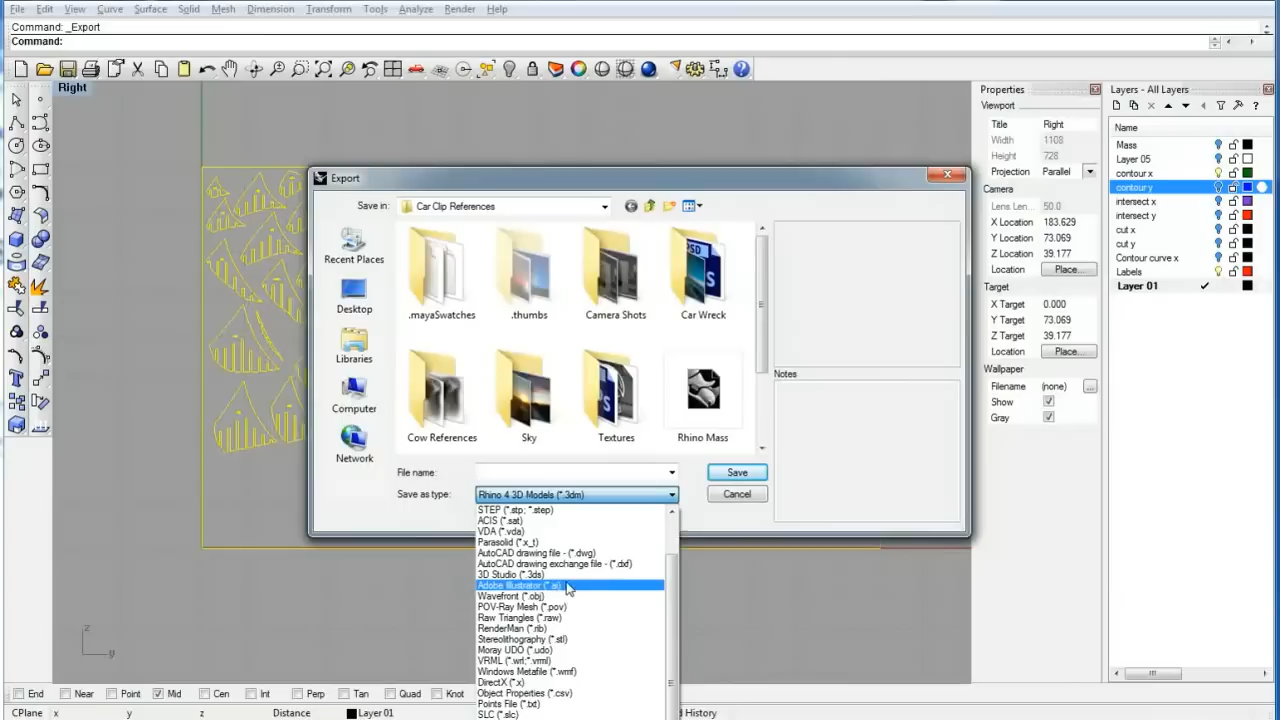 File Edit View Curve Surface Solid Mesh Dimension Transform Tools Analyze Render Help
Command: _Export
Command:
Right
Properties
Viewport
Title Right
Width 1108
Height 728
Projection Parallel
Camera
Lens Len... 50.0
X Location 183.629
Y Location 73.069
Z Location 39.177
Location Place...
Target
X Target 0.000
Y Target 73.069
Z Target 39.177
Location Place...
Wallpaper
Filename (none) ...
Show
Gray
Layers - All Layers
Name
Mass
Layer 05
contour x
contour y
intersect x
intersect y
cut x
cut y
Contour curve x
Labels
Layer 01
Export
Save in: Car Clip References
Recent Places
Desktop
Libraries
Computer
Network
.mayaSwatches
.thumbs
Camera Shots
Car Wreck
Cow References
Sky
Textures
Rhino Mass
Notes
File name:
Save
Save as type: Rhino 4 3D Models (*.3dm)
Cancel
STEP (*.stp; *.step)
ACIS (*.sat)
VDA (*.vda)
Parasolid (*.x_t)
AutoCAD drawing file - (*.dwg)
AutoCAD drawing exchange file - (*.dxf)
3D Studio (*.3ds)
Adobe Illustrator (*.ai)
Wavefront (*.obj)
POV-Ray Mesh (*.pov)
Raw Triangles (*.raw)
RenderMan (*.rib)
Stereolithography (*.stl)
Moray UDO (*.udo)
VRML (*.wrl;*.vrml)
Windows Metafile (*.wmf)
DirectX (*.x)
Object Properties (*.csv)
Points File (*.txt)
SLC (*.slc)
z
y
End Near Point Mid Cen Int Perp Tan Quad Knot
CPlane x y z Distance Layer 01 d History